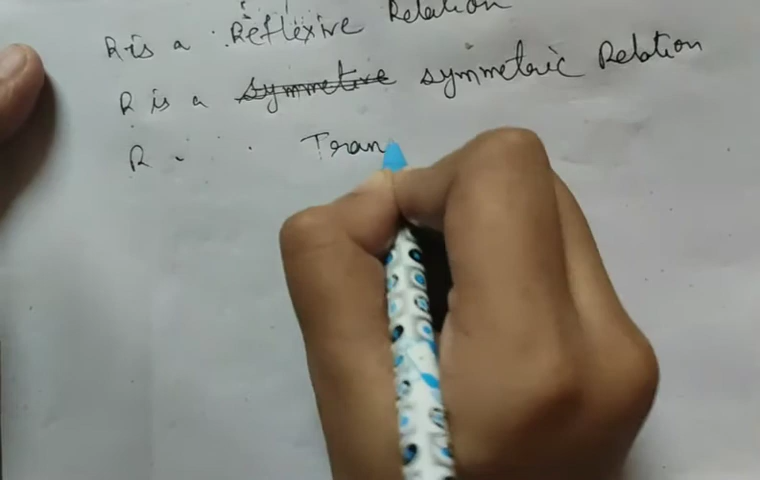 R is a Reflexive Relation
R is a symmetric Relation
R Tran